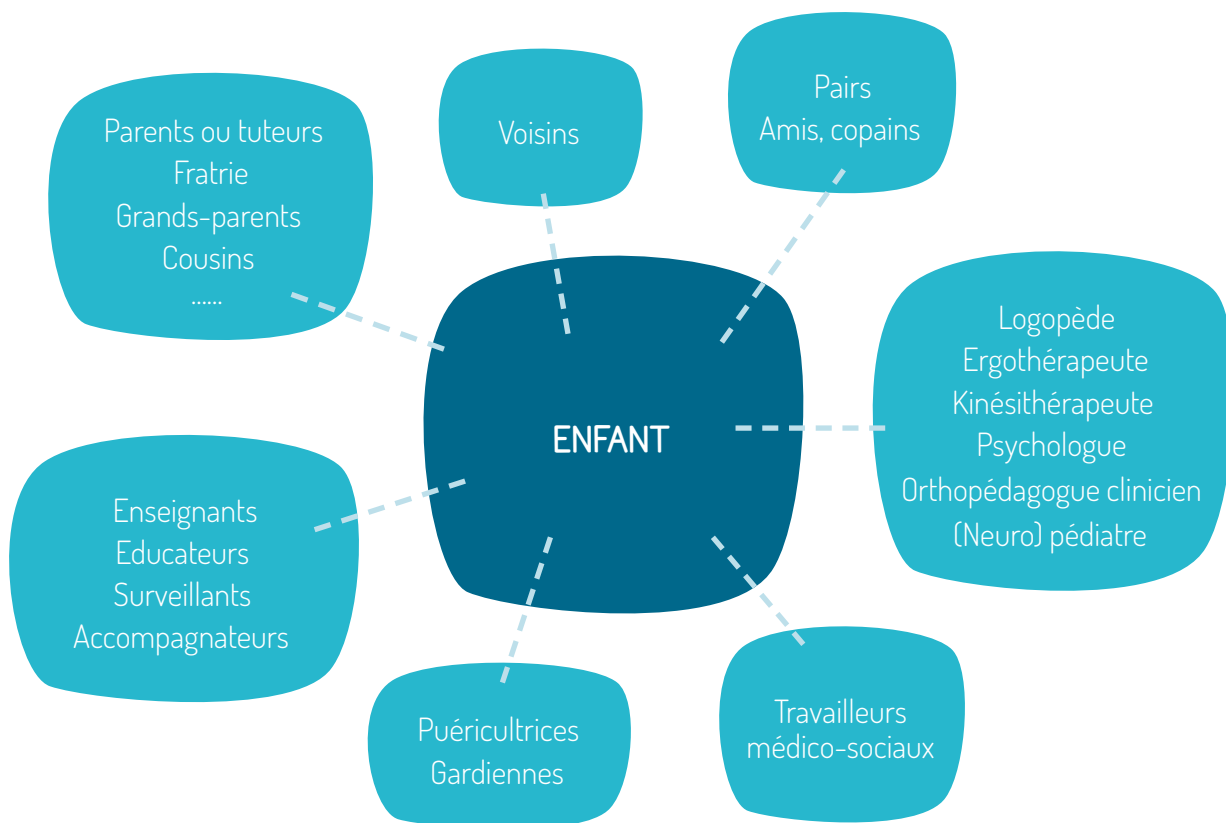 Parents ou tuteurs
Fratrie
Grands-parents
Cousins
......
Voisins
Pairs
Amis, copains
Logopède
Ergothérapeute
Kinésithérapeute
Psychologue
Orthopédagogue clinicien
(Neuro) pédiatre
ENFANT
Enseignants
Educateurs
Surveillants
Accompagnateurs
Puéricultrices
Gardiennes
Travailleurs
médico-sociaux